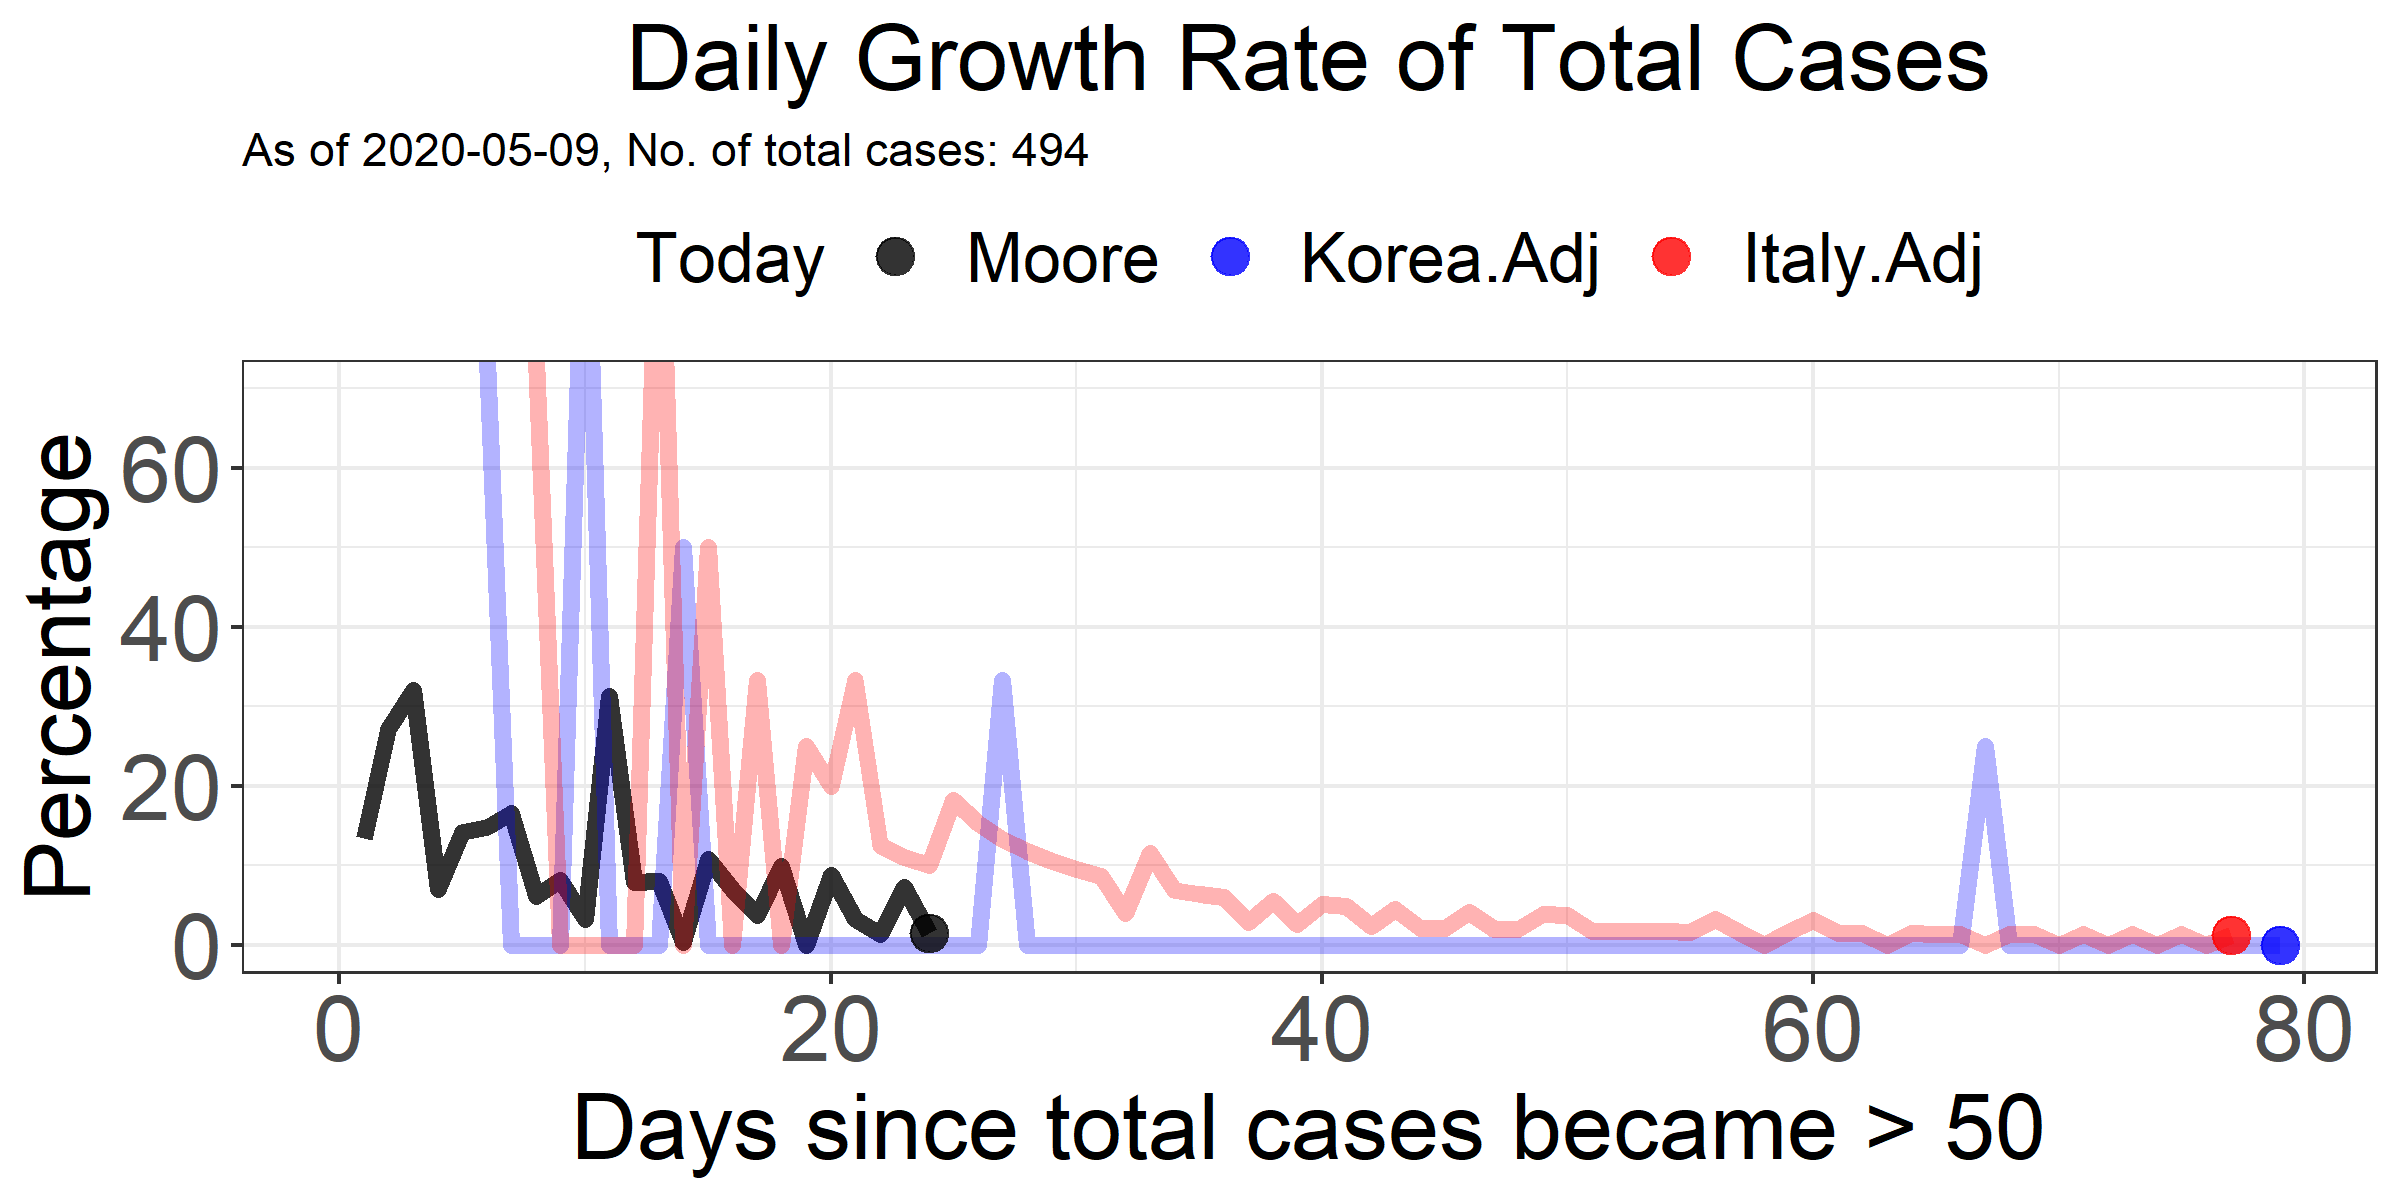 Daily Growth Rate of Total Cases
As of 2020-05-09, No. of total cases: 494
Today Moore Korea.Adj Italy.Adj
Percentage
60
40
20
0
0 20 40 60 80
Days since total cases became > 50